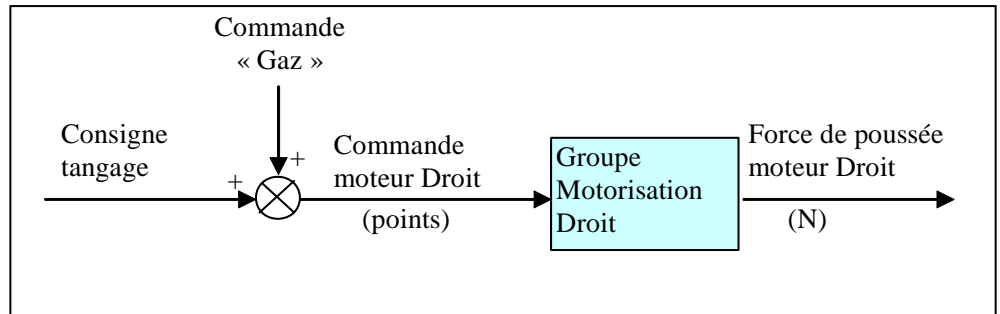 Commande
« Gaz »
Consigne
tangage
+
+
Commande
moteur Droit
(points)
Groupe
Motorisation
Droit
Force de poussée
moteur Droit
(N)